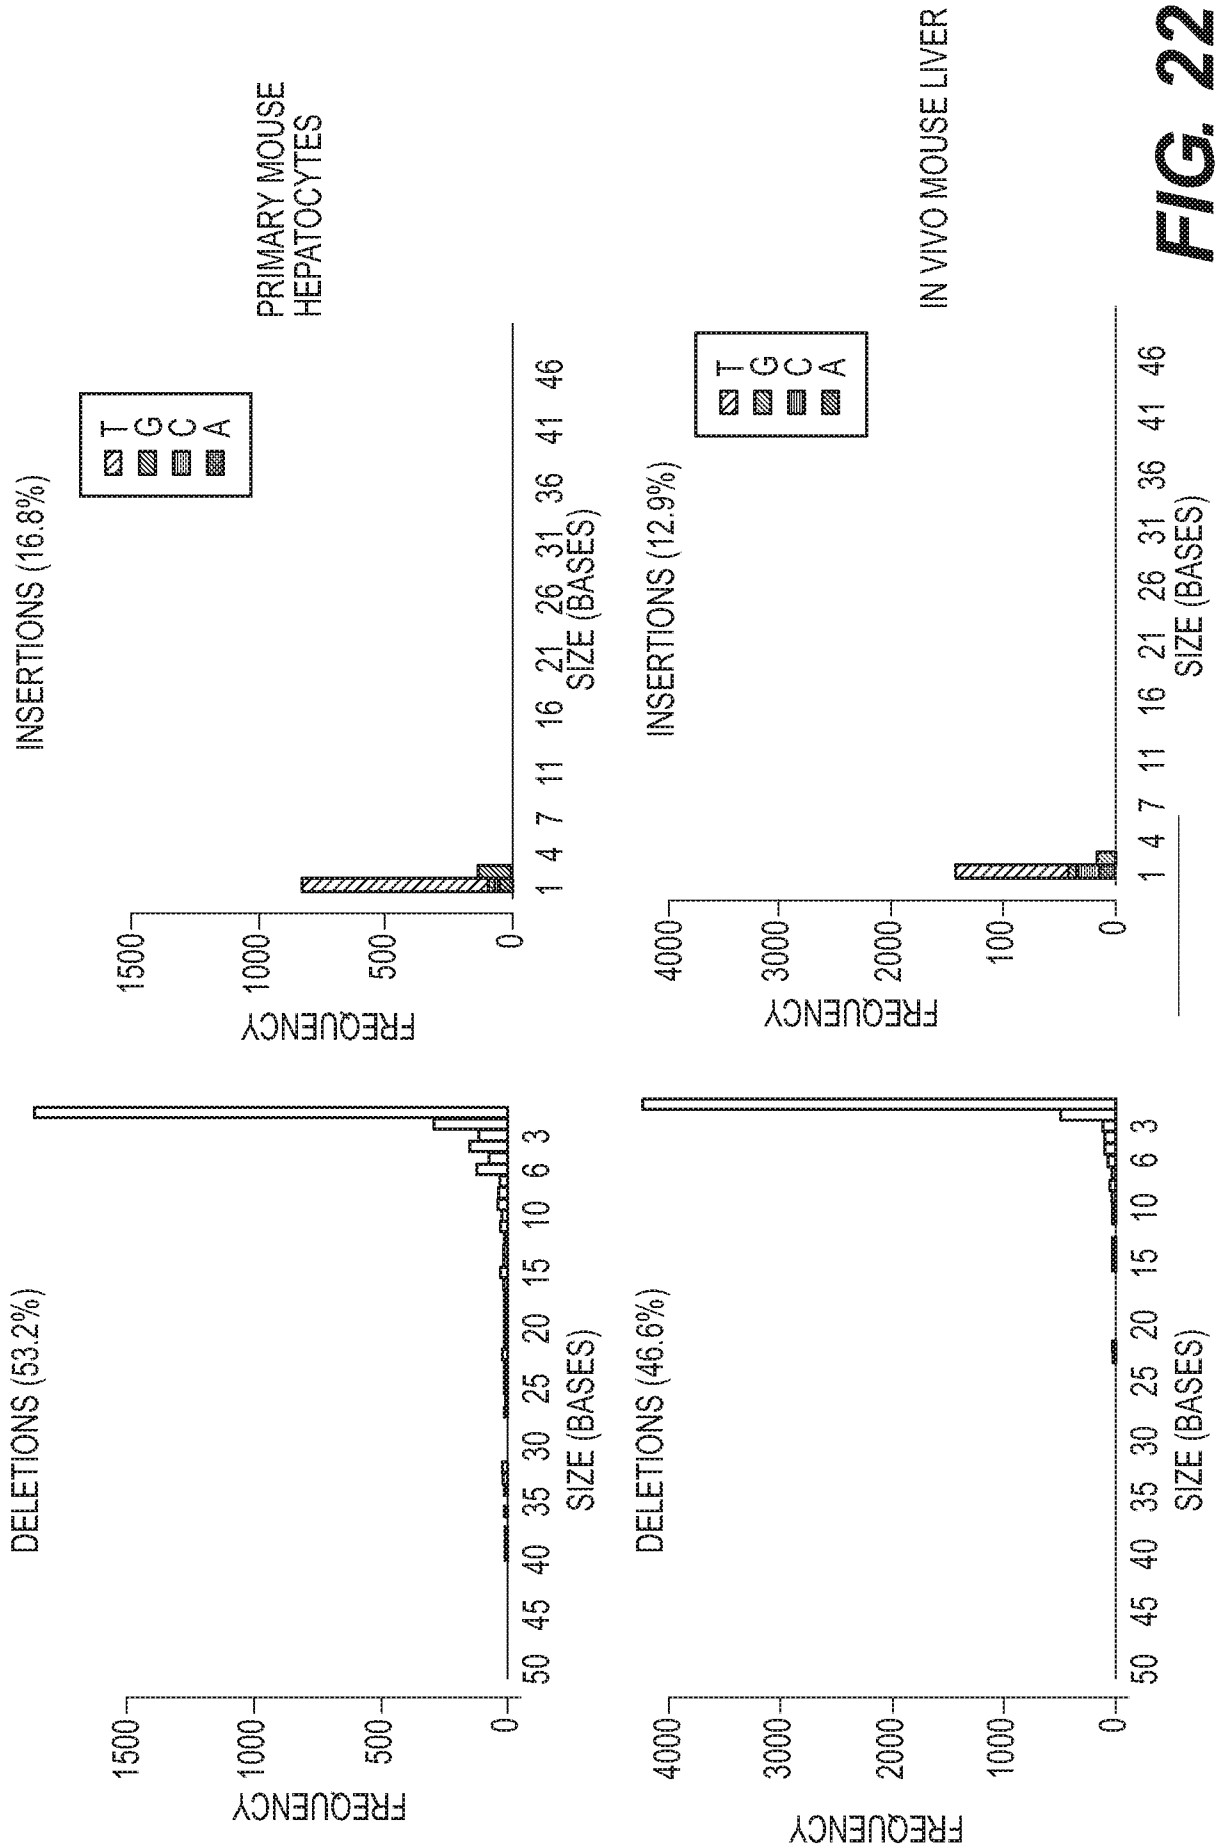 DELETIONS (53.2%)
FREQUENCY
1500
1000
500
0
50 45 40 35 30 25 20 15 10 6 3
SIZE (BASES)
INSERTIONS (16.8%)
FREQUENCY
1500
1000
500
0
T
G
C
A
1 4 7 11 16 21 26 31 36 41 46
SIZE (BASES)
PRIMARY MOUSE
HEPATOCYTES
DELETIONS (46.6%)
FREQUENCY
4000
3000
2000
1000
0
50 45 40 35 30 25 20 15 10 6 3
SIZE (BASES)
INSERTIONS (12.9%)
FREQUENCY
4000
3000
2000
100
0
T
G
C
A
1 4 7 11 16 21 26 31 36 41 46
SIZE (BASES)
IN VIVO MOUSE LIVER
FIG. 22